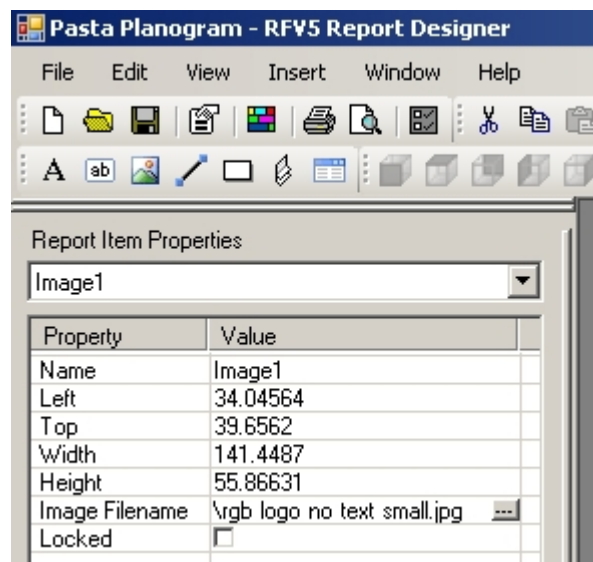 Pasta Planogram - RFV5 Report Designer
File Edit View Insert Window Help
A ab
Report Item Properties
Image1
Property Value
Name Image1
Left 34.04564
Top 39.6562
Width 141.4487
Height 55.86631
Image Filename \rgb logo no text small.jpg ...
Locked